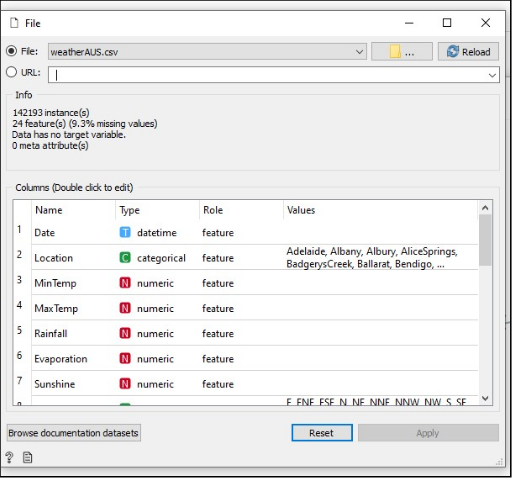 File
File: weatherAUS.csv ... Reload
URL:
Info
142193 instance(s)
24 feature(s) (9.3% missing values)
Data has no target variable.
0 meta attribute(s)
Columns (Double click to edit)
Name Type Role Values
1 Date T datetime feature
2 Location C categorical feature Adelaide, Albany, Albury, AliceSprings,
BadgerysCreek, Ballarat, Bendigo, ...
3 MinTemp N numeric feature
4 MaxTemp N numeric feature
5 Rainfall N numeric feature
6 Evaporation N numeric feature
7 Sunshine N numeric feature
8 E, ENE, ESE, N, NE, NNE, NNW, NW, S, SE,
Browse documentation datasets Reset Apply
?